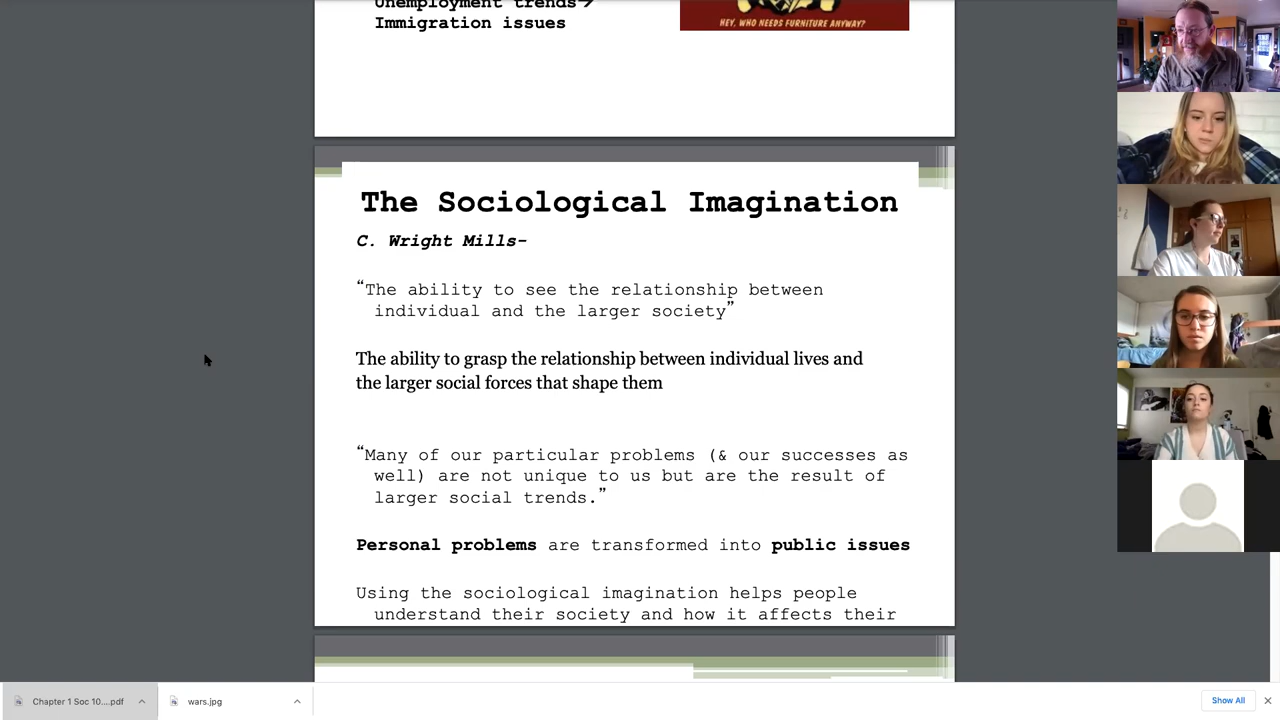 Unemployment trends→
Immigration issues
HEY, WHO NEEDS FURNITURE ANYWAY?
The Sociological Imagination
C. Wright Mills-
“The ability to see the relationship between
individual and the larger society”
The ability to grasp the relationship between individual lives and
the larger social forces that shape them
“Many of our particular problems (& our successes as
well) are not unique to us but are the result of
larger social trends.”
Personal problems are transformed into public issues
Using the sociological imagination helps people
understand their society and how it affects their
Chapter 1 Soc 10....pdf
wars.jpg
Show All